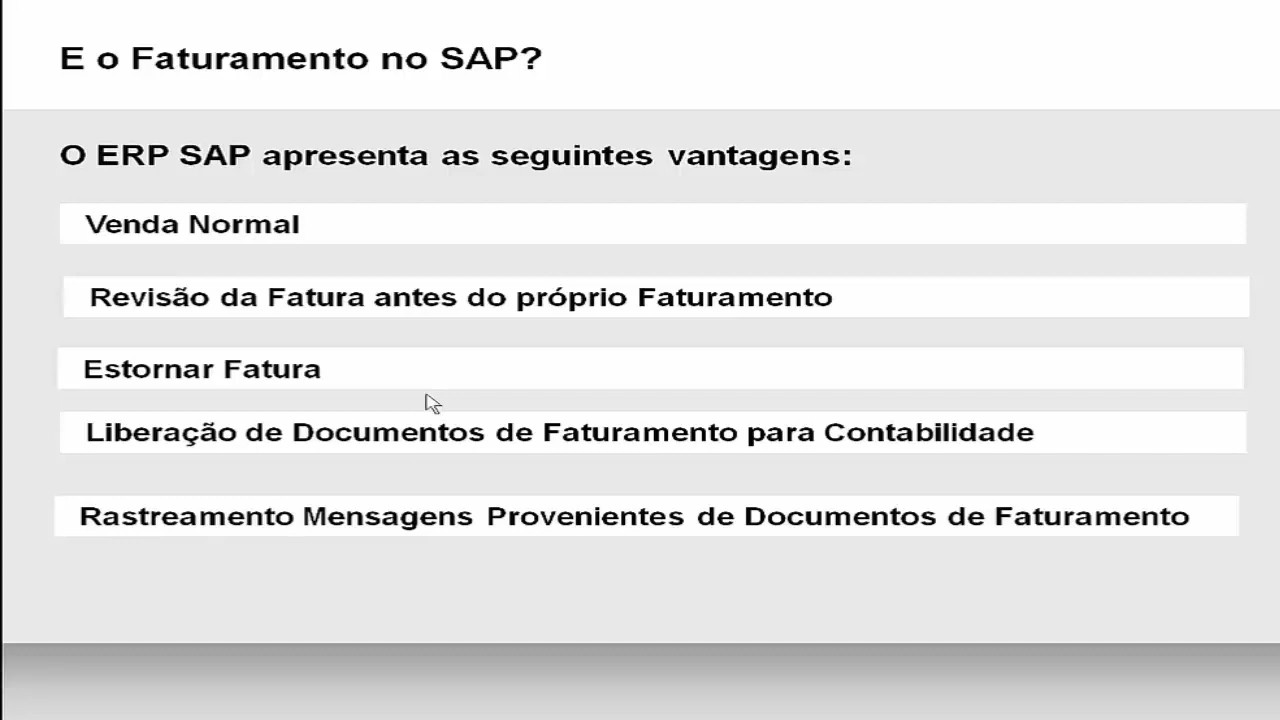 E o Faturamento no SAP?
O ERP SAP apresenta as seguintes vantagens:
Venda Normal
Revisão da Fatura antes do próprio Faturamento
Estornar Fatura
Liberação de Documentos de Faturamento para Contabilidade
Rastreamento Mensagens Provenientes de Documentos de Faturamento